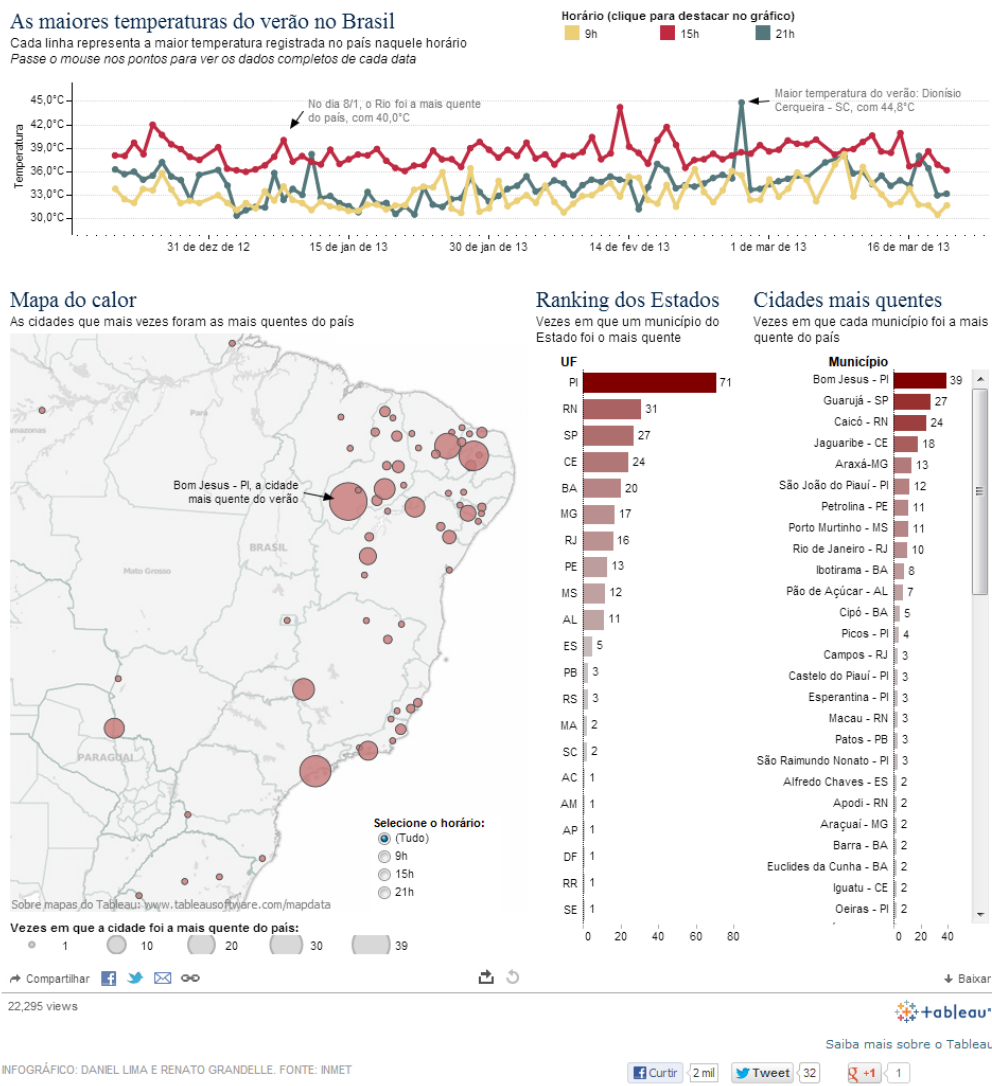 As maiores temperaturas do verão no Brasil
Cada linha representa a maior temperatura registrada no país naquele horário
Passe o mouse nos pontos para ver os dados completos de cada data
Horário (clique para destacar no gráfico)
9h 15h 21h
Temperatura
45,0°C
42,0°C
39,0°C
36,0°C
33,0°C
30,0°C
No dia 8/1, o Rio foi a mais quente
do país, com 40,0°C
Maior temperatura do verão: Dionísio
Cerqueira - SC, com 44,8°C
31 de dez de 12 15 de jan de 13 30 de jan de 13 14 de fev de 13 1 de mar de 13 16 de mar de 13
Mapa do calor
As cidades que mais vezes foram as mais quentes do país
Pará
amazonas
Bom Jesus - PI, a cidade
mais quente do verão
BRASIL
Mato Grosso
PARAGUAI
Selecione o horário:
(Tudo)
9h
15h
21h
Sobre mapas do Tableau: www.tableausoftware.com/mapdata
Vezes em que a cidade foi a mais quente do país:
1 10 20 30 39
Ranking dos Estados
Vezes em que um município do
Estado foi o mais quente
UF
PI 71
RN 31
SP 27
CE 24
BA 20
MG 17
RJ 16
PE 13
MS 12
AL 11
ES 5
PB 3
RS 3
MA 2
SC 2
AC 1
AM 1
AP 1
DF 1
RR 1
SE 1
0 20 40 60 80
Cidades mais quentes
Vezes em que cada município foi a mais
quente do país
Município
Bom Jesus - PI 39
Guarujá - SP 27
Caicó - RN 24
Jaguaribe - CE 18
Araxá-MG 13
São João do Piauí - PI 12
Petrolina - PE 11
Porto Murtinho - MS 11
Rio de Janeiro - RJ 10
Ibotirama - BA 8
Pão de Açúcar - AL 7
Cipó - BA 5
Picos - PI 4
Campos - RJ 3
Castelo do Piauí - PI 3
Esperantina - PI 3
Macau - RN 3
Patos - PB 3
São Raimundo Nonato - PI 3
Alfredo Chaves - ES 2
Apodi - RN 2
Araçuaí - MG 2
Barra - BA 2
Euclides da Cunha - BA 2
Iguatu - CE 2
Oeiras - PI 2
0 20 40
Compartilhar
Baixar
22,295 views
+ableau
Saiba mais sobre o Tableau
INFOGRÁFICO: DANIEL LIMA E RENATO GRANDELLE. FONTE: INMET
Curtir 2 mil Tweet 32 +1 1